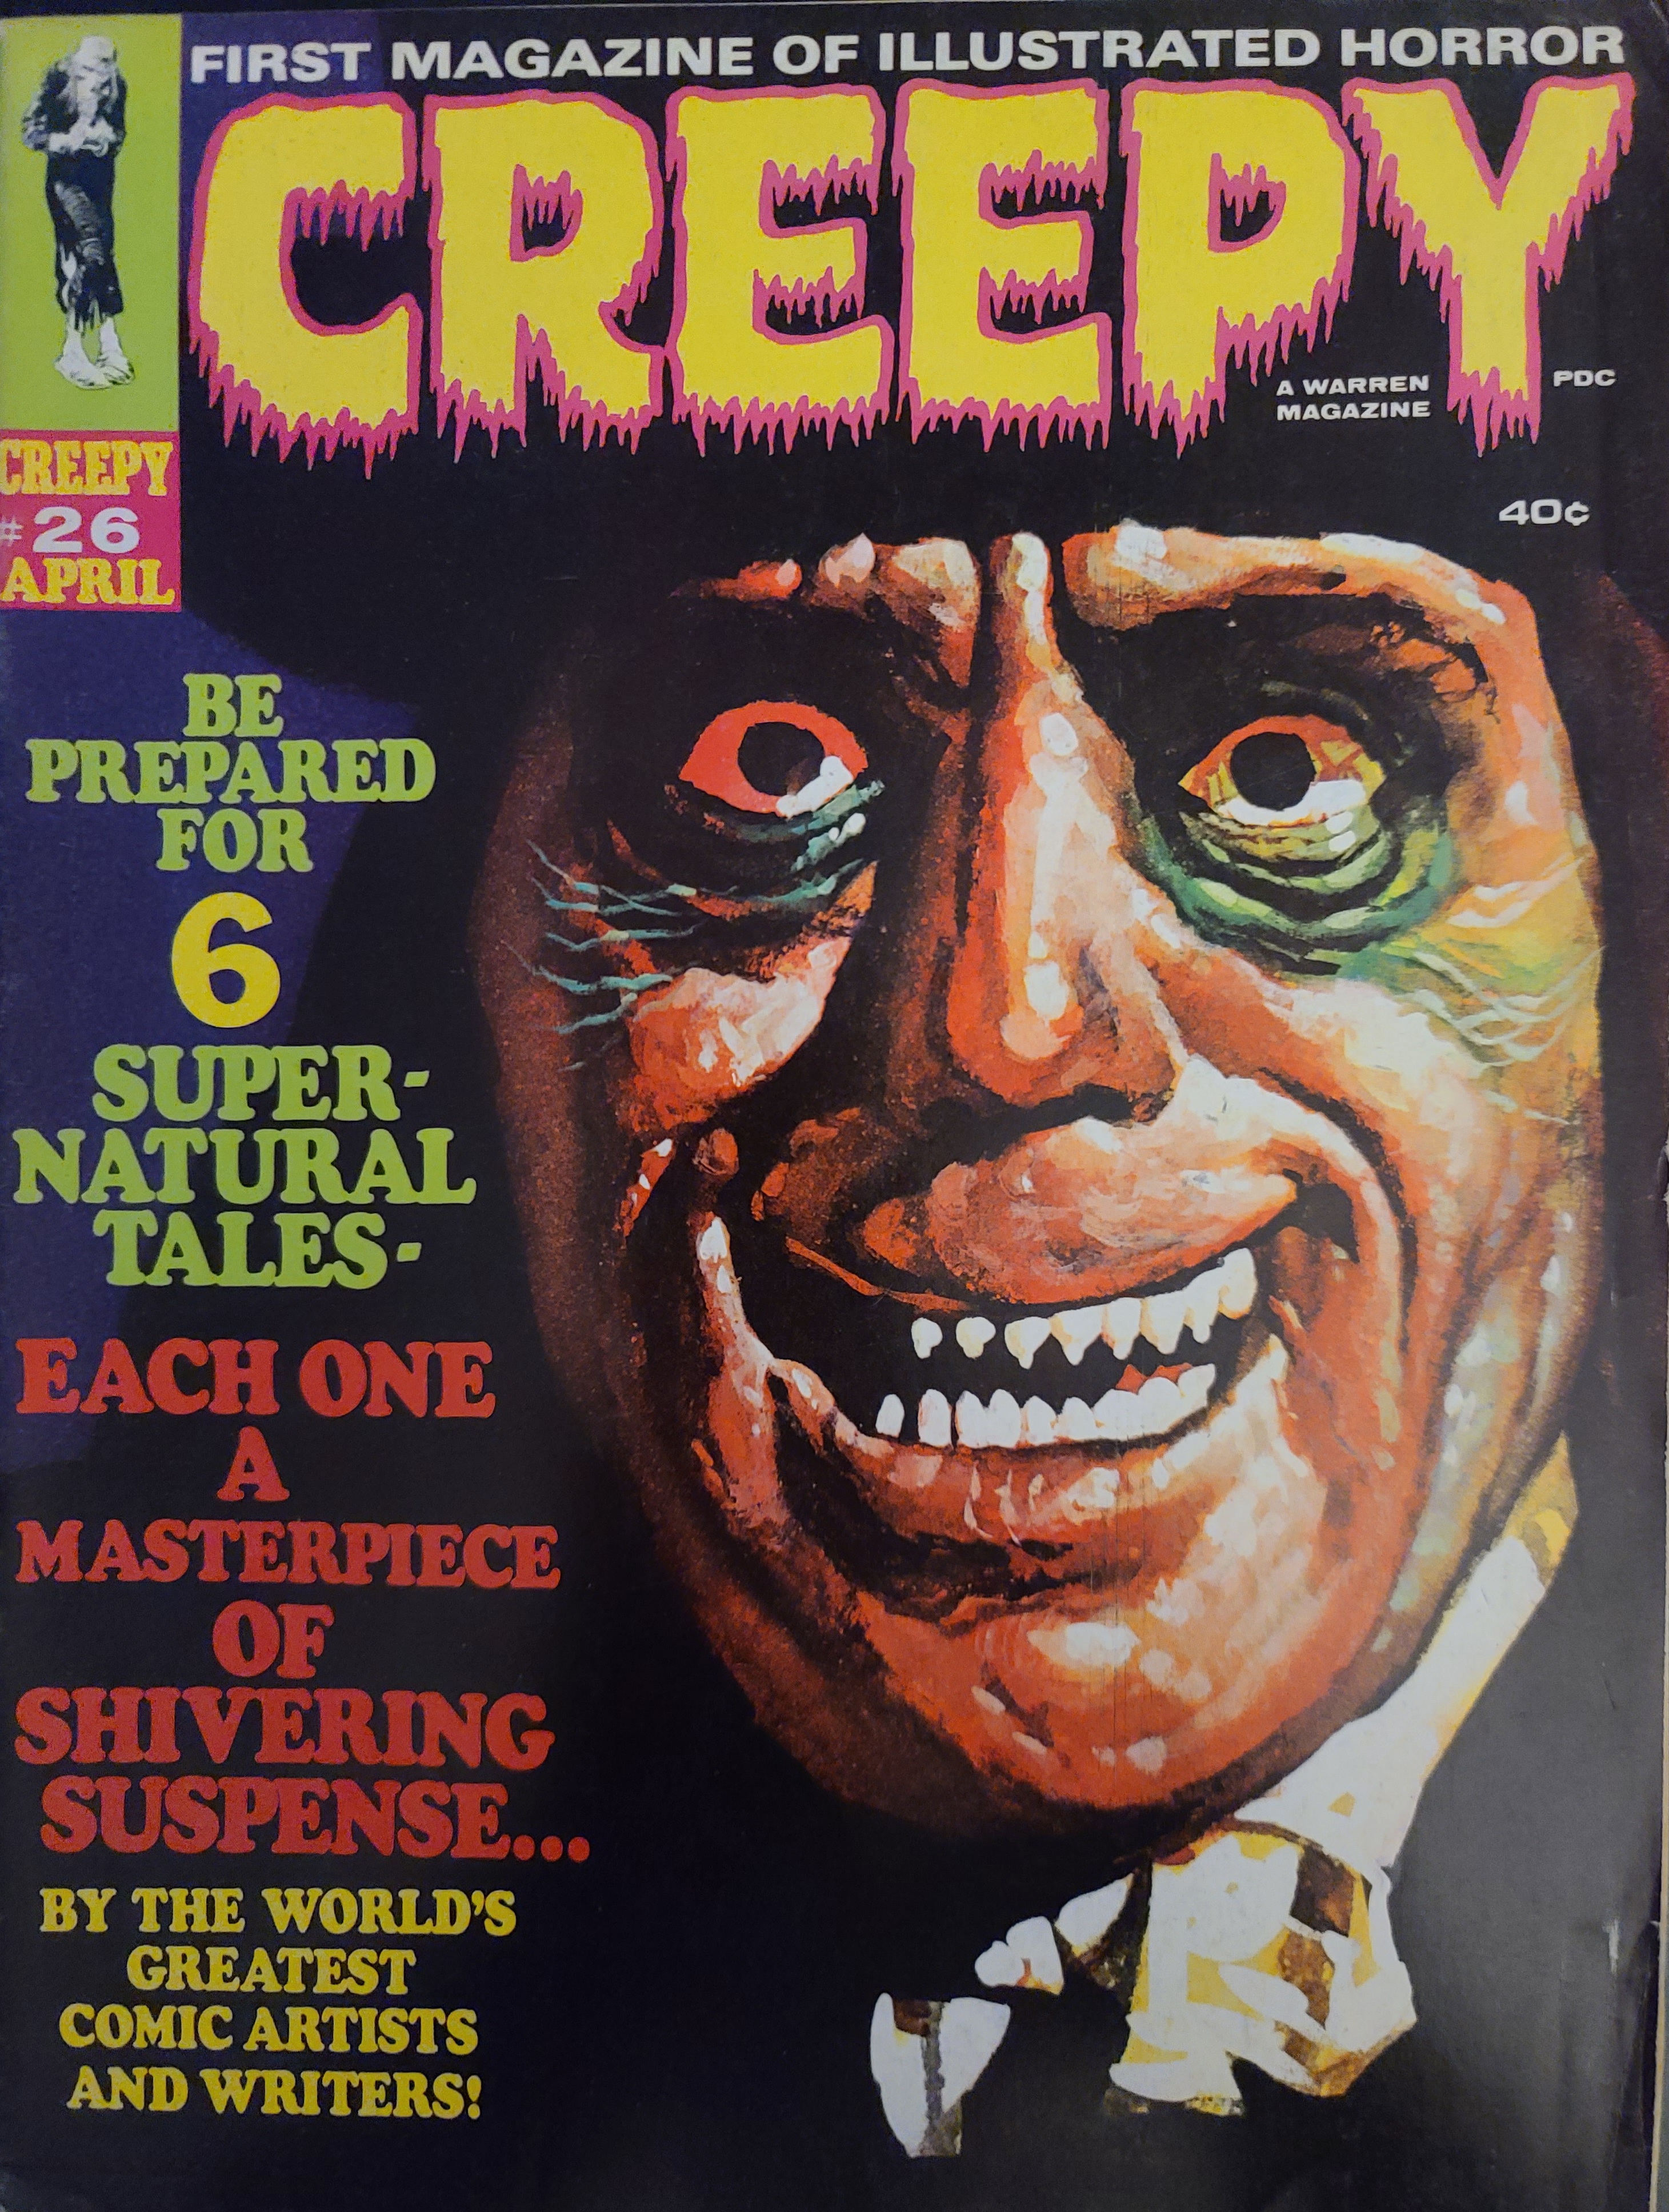 FIRST MAGAZINE OF ILLUSTRATED HORROR
CREEPY
A WARREN
MAGAZINE
PDC
40¢
CREEPY
#26
APRIL
BE
PREPARED
FOR
6
SUPER-
NATURAL
TALES-
EACH ONE
A
MASTERPIECE
OF
SHIVERING
SUSPENSE...
BY THE WORLD'S
GREATEST
COMIC ARTISTS
AND WRITERS!